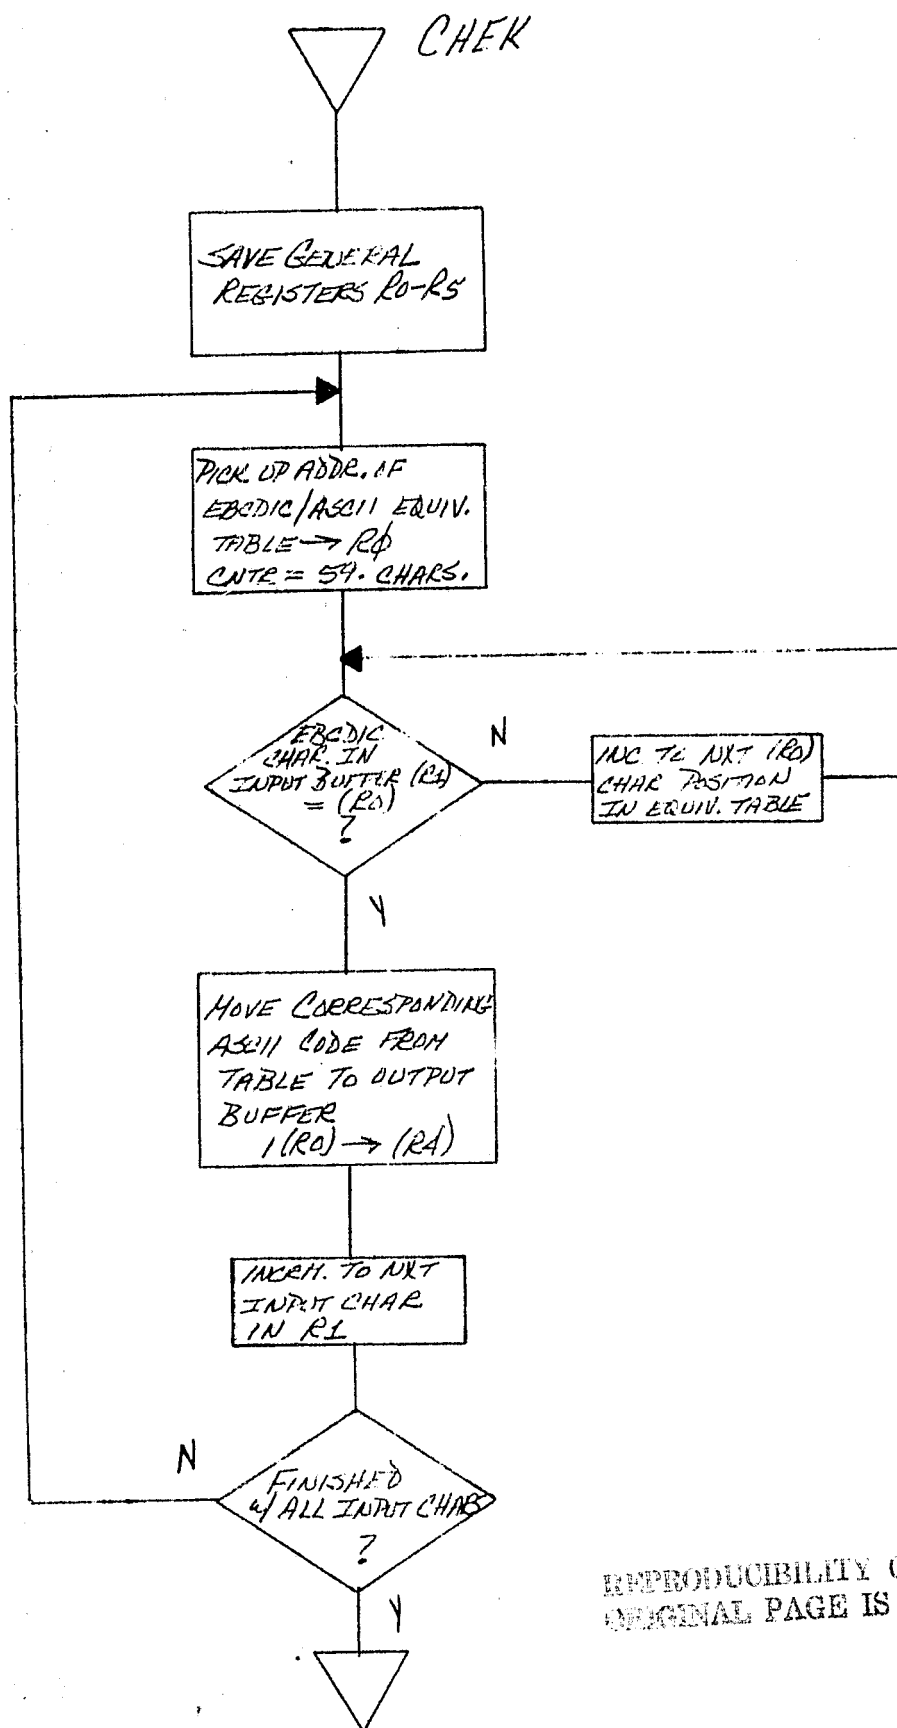 CHEK
SAVE GENERAL
REGISTERS R0-R5
PICK UP ADDR. OF
EBCDIC/ASCII EQUIV.
TABLE → RØ
CNTR = 59. CHARS.
EBCDIC
CHAR. IN
INPUT BUFFER (R1)
= (R0)
?
N
INC TO NXT (R0)
CHAR POSITION
IN EQUIV. TABLE
Y
MOVE CORRESPONDING
ASCII CODE FROM
TABLE TO OUTPUT
BUFFER
1(R0) → (R4)
INCRM. TO NXT
INPUT CHAR
IN R1
N
FINISHED
w/ ALL INPUT CHARS
?
Y
REPRODUCIBILITY
ORIGINAL PAGE IS